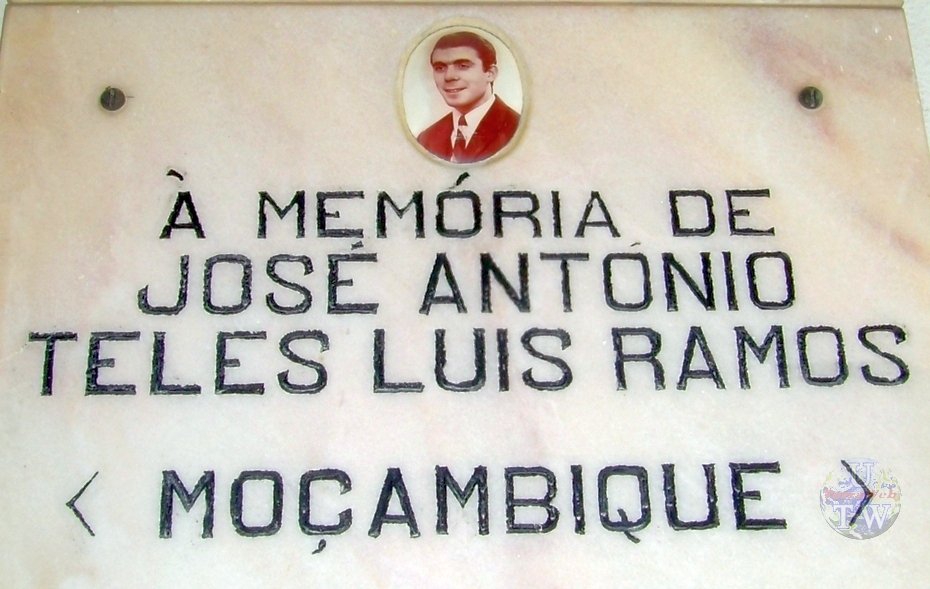 À MEMÓRIA DE
JOSÉ ANTÓNIO
TELES LUIS RAMOS
< MOÇAMBIQUE >